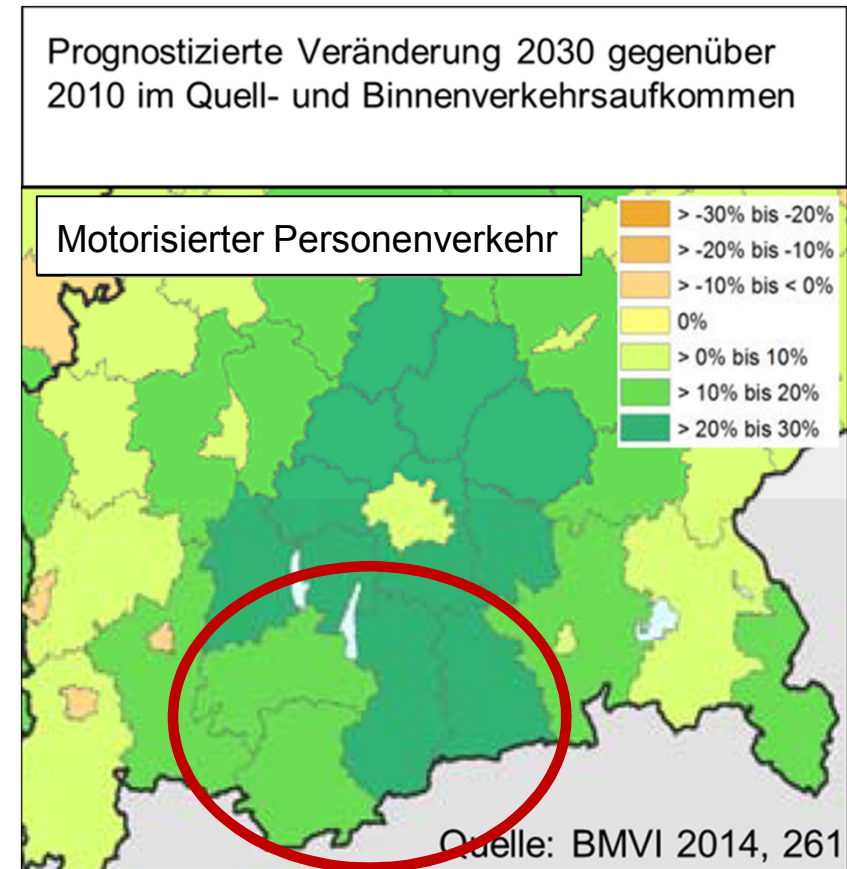 Prognostizierte Veränderung 2030 gegenüber
2010 im Quell- und Binnenverkehrsaufkommen
Motorisierter Personenverkehr
> -30% bis -20%
> -20% bis -10%
> -10% bis < 0%
0%
> 0% bis 10%
> 10% bis 20%
> 20% bis 30%
Quelle: BMVI 2014, 261